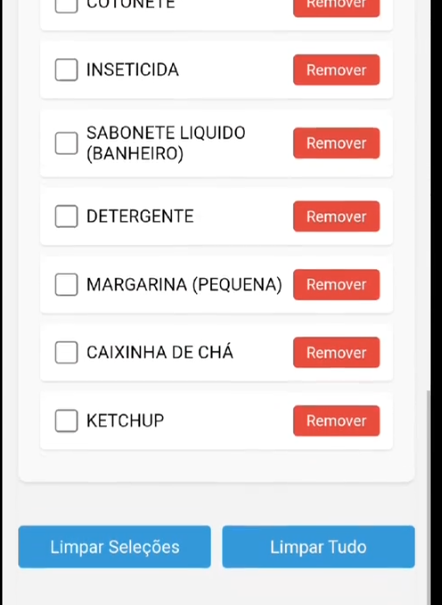 COTONETE
Remover
INSETICIDA
Remover
SABONETE LIQUIDO
(BANHEIRO)
Remover
DETERGENTE
Remover
MARGARINA (PEQUENA)
Remover
CAIXINHA DE CHÁ
Remover
KETCHUP
Remover
Limpar Seleções
Limpar Tudo